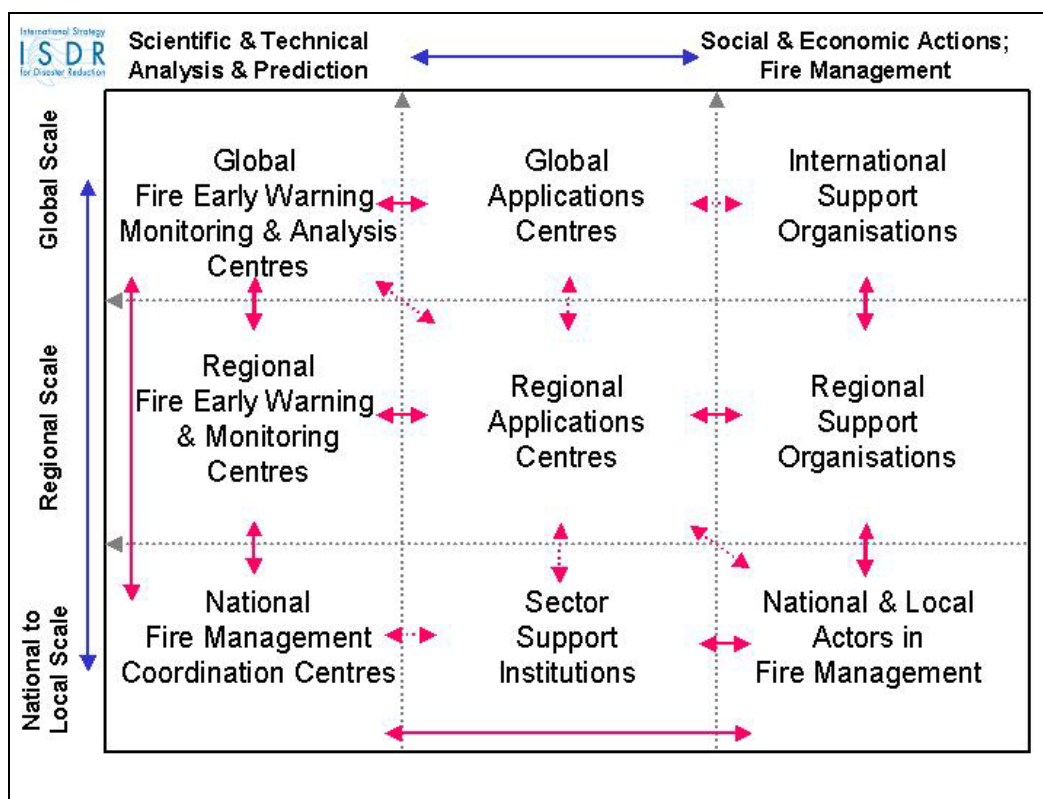 International Strategy
ISDR
for Disaster Reduction
Scientific & Technical
Analysis & Prediction
Social & Economic Actions;
Fire Management
Global Scale
Global
Fire Early Warning
Monitoring & Analysis
Centres
Global
Applications
Centres
International
Support
Organisations
Regional Scale
Regional
Fire Early Warning
& Monitoring
Centres
Regional
Applications
Centres
Regional
Support
Organisations
National to
Local Scale
National
Fire Management
Coordination Centres
Sector
Support
Institutions
National & Local
Actors in
Fire Management